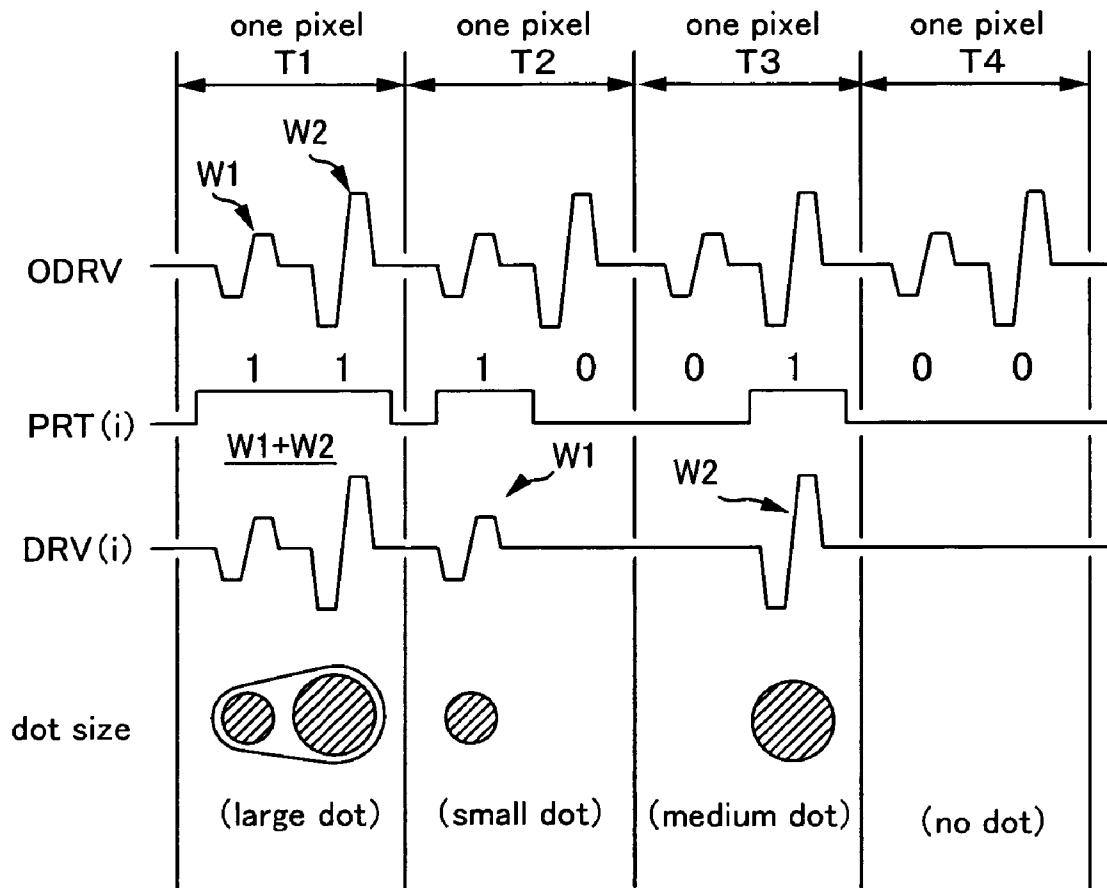 one pixel one pixel one pixel one pixel
T1 T2 T3 T4
W2
W1
ODRV
1 1 1 0 0 1 0 0
PRT(i)
W1+W2 W1
W2
DRV(i)
dot size
(large dot) (small dot) (medium dot) (no dot)